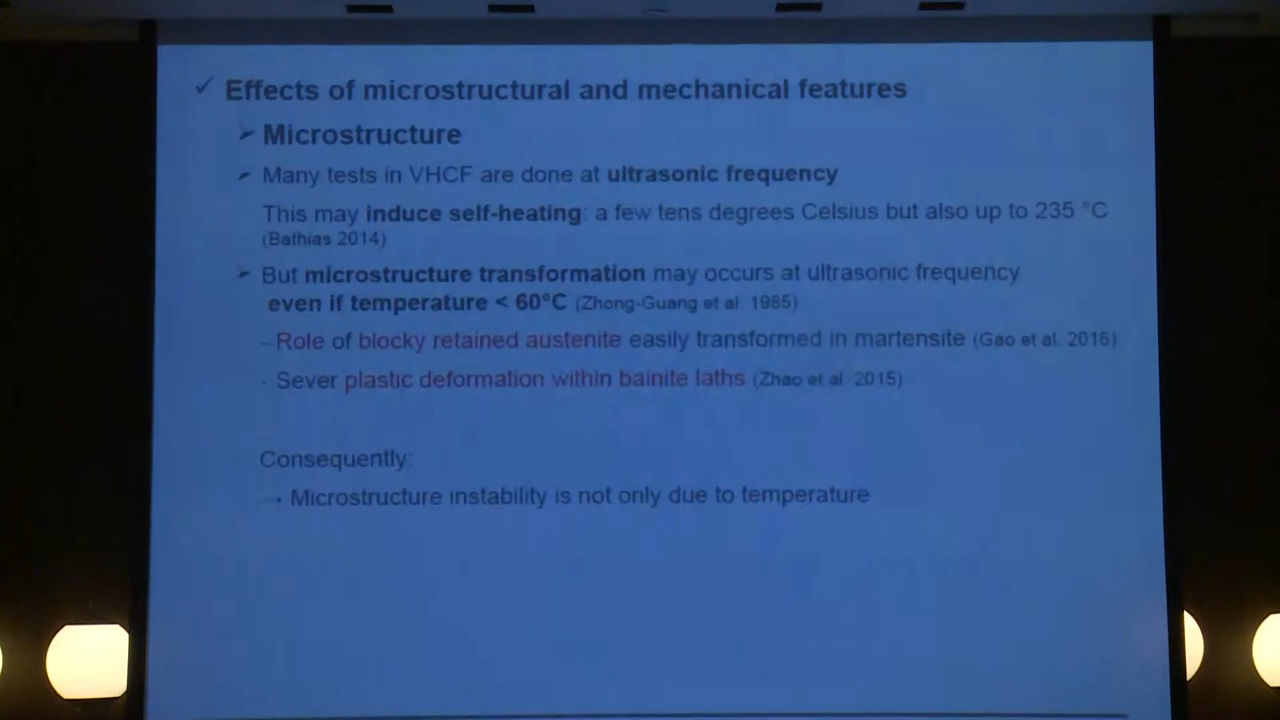 ✓ Effects of microstructural and mechanical features
➢ Microstructure
➢ Many tests in VHCF are done at ultrasonic frequency
This may induce self-heating: a few tens degrees Celsius but also up to 235 °C
(Bathias 2014)
➢ But microstructure transformation may occurs at ultrasonic frequency
even if temperature < 60°C (Zhong-Guang et al. 1985)
- Role of blocky retained austenite easily transformed in martensite (Gao et al. 2016)
- Sever plastic deformation within bainite laths (Zhao et al. 2015)
Consequently:
→ Microstructure instability is not only due to temperature